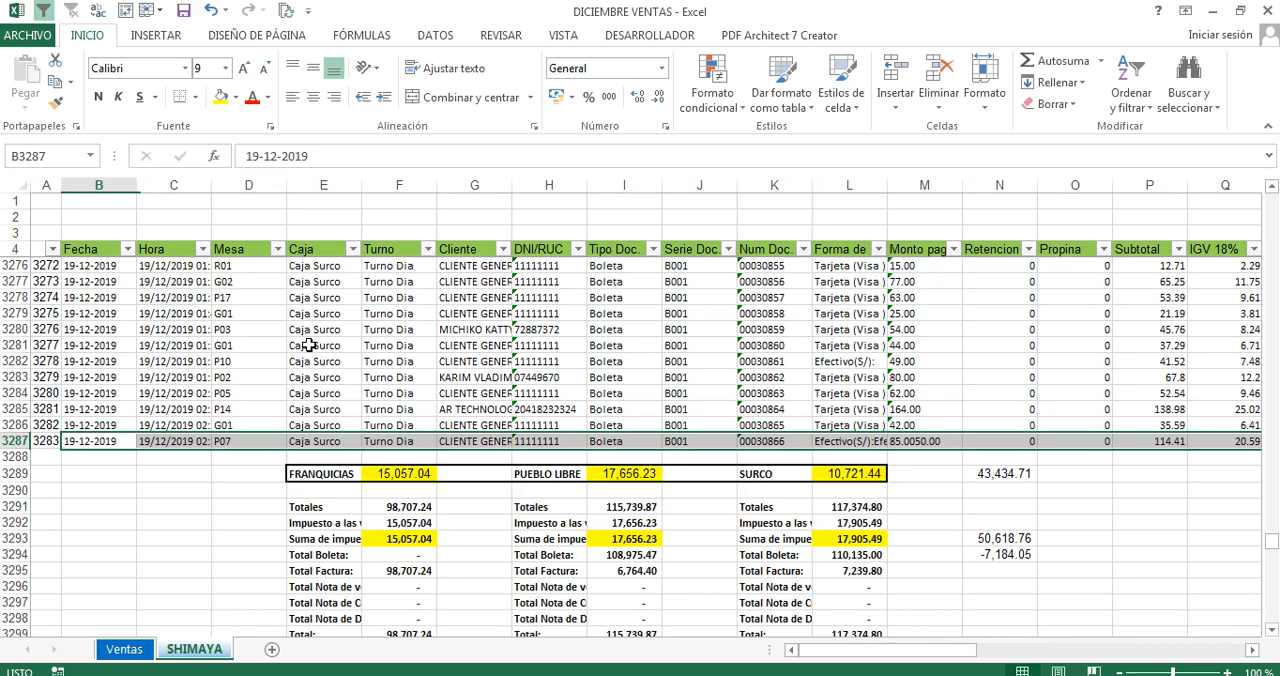 DICIEMBRE VENTAS - Excel
ARCHIVO INICIO INSERTAR DISEÑO DE PÁGINA FÓRMULAS DATOS REVISAR VISTA DESARROLLADOR PDF Architect 7 Creator Iniciar sesión
Pegar
Calibri 9
N K S
Ajustar texto
Combinar y centrar
General
% 000
Formato condicional
Dar formato como tabla
Estilos de celda
Insertar Eliminar Formato
Autosuma
Rellenar
Borrar
Ordenar y filtrar
Buscar y seleccionar
Portapapeles Fuente Alineación Número Estilos Celdas Modificar
B3287 fx 19-12-2019
A B C D E F G H I J K L M N O P Q
1
2
3
4 Fecha Hora Mesa Caja Turno Cliente DNI/RUC Tipo Doc. Serie Doc. Num Doc. Forma de Monto pag Retencion Propina Subtotal IGV 18%
3276 3272 19-12-2019 19/12/2019 01: R01 Caja Surco Turno Dia CLIENTE GENER 11111111 Boleta B001 00030855 Tarjeta (Visa ) 15.00 0 0 12.71 2.29
3277 3273 19-12-2019 19/12/2019 01: G02 Caja Surco Turno Dia CLIENTE GENER 11111111 Boleta B001 00030856 Tarjeta (Visa ) 77.00 0 0 65.25 11.75
3278 3274 19-12-2019 19/12/2019 01: P17 Caja Surco Turno Dia CLIENTE GENER 11111111 Boleta B001 00030857 Tarjeta (Visa ) 63.00 0 0 53.39 9.61
3279 3275 19-12-2019 19/12/2019 01: G01 Caja Surco Turno Dia CLIENTE GENER 11111111 Boleta B001 00030858 Tarjeta (Visa ) 25.00 0 0 21.19 3.81
3280 3276 19-12-2019 19/12/2019 01: P03 Caja Surco Turno Dia MICHIKO KATTY 72887372 Boleta B001 00030859 Tarjeta (Visa ) 54.00 0 0 45.76 8.24
3281 3277 19-12-2019 19/12/2019 01: G01 Caja Surco Turno Dia CLIENTE GENER 11111111 Boleta B001 00030860 Tarjeta (Visa ) 44.00 0 0 37.29 6.71
3282 3278 19-12-2019 19/12/2019 01: P10 Caja Surco Turno Dia CLIENTE GENER 11111111 Boleta B001 00030861 Efectivo(S/): 49.00 0 0 41.52 7.48
3283 3279 19-12-2019 19/12/2019 01: P02 Caja Surco Turno Dia KARIM VLADIM 07449670 Boleta B001 00030862 Tarjeta (Visa ) 80.00 0 0 67.8 12.2
3284 3280 19-12-2019 19/12/2019 02: P05 Caja Surco Turno Dia CLIENTE GENER 11111111 Boleta B001 00030863 Tarjeta (Visa ) 62.00 0 0 52.54 9.46
3285 3281 19-12-2019 19/12/2019 02: P14 Caja Surco Turno Dia AR TECHNOLOG 20418232324 Boleta B001 00030864 Tarjeta (Visa ) 164.00 0 0 138.98 25.02
3286 3282 19-12-2019 19/12/2019 02: G01 Caja Surco Turno Dia CLIENTE GENER 11111111 Boleta B001 00030865 Tarjeta (Visa ) 42.00 0 0 35.59 6.41
3287 3283 19-12-2019 19/12/2019 02: P07 Caja Surco Turno Dia CLIENTE GENER 11111111 Boleta B001 00030866 Efectivo(S/):Efe 85.0050.00 0 0 114.41 20.59
3288
3289 FRANQUICIAS 15,057.04 PUEBLO LIBRE 17,656.23 SURCO 10,721.44 43,434.71
3290
3291 Totales 98,707.24 Totales 115,739.87 Totales 117,374.80
3292 Impuesto a las v 15,057.04 Impuesto a las v 17,656.23 Impuesto a las v 17,905.49
3293 Suma de impue 15,057.04 Suma de impue 17,656.23 Suma de impue 17,905.49 50,618.76
3294 Total Boleta: - Total Boleta: 108,975.47 Total Boleta: 110,135.00 -7,184.05
3295 Total Factura: 98,707.24 Total Factura: 6,764.40 Total Factura: 7,239.80
3296 Total Nota de v - Total Nota de v - Total Nota de v -
3297 Total Nota de C - Total Nota de C - Total Nota de C -
3298 Total Nota de D - Total Nota de D - Total Nota de D -
3299 Total: 98,707.24 Total: 115,739.87 Total: 117,374.80
Ventas SHIMAYA
LISTO 100 %